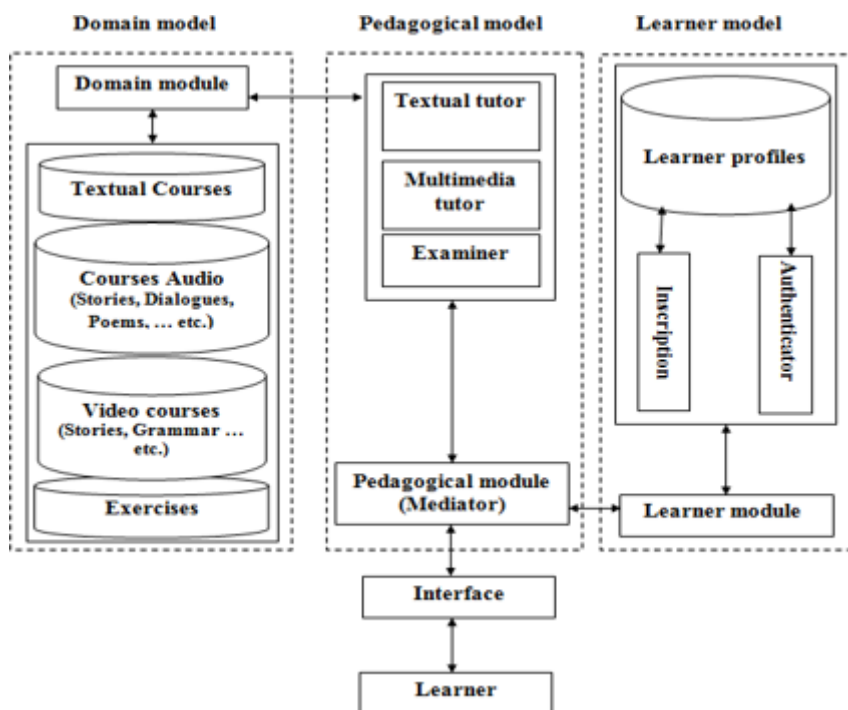 Domain model
Pedagogical model
Learner model
Domain module
Textual Courses
Courses Audio
(Stories, Dialogues,
Poems, ... etc.)
Video courses
(Stories, Grammar ...
etc.)
Exercises
Textual tutor
Multimedia
tutor
Examiner
Pedagogical module
(Mediator)
Learner profiles
Inscription
Authenticator
Learner module
Interface
Learner